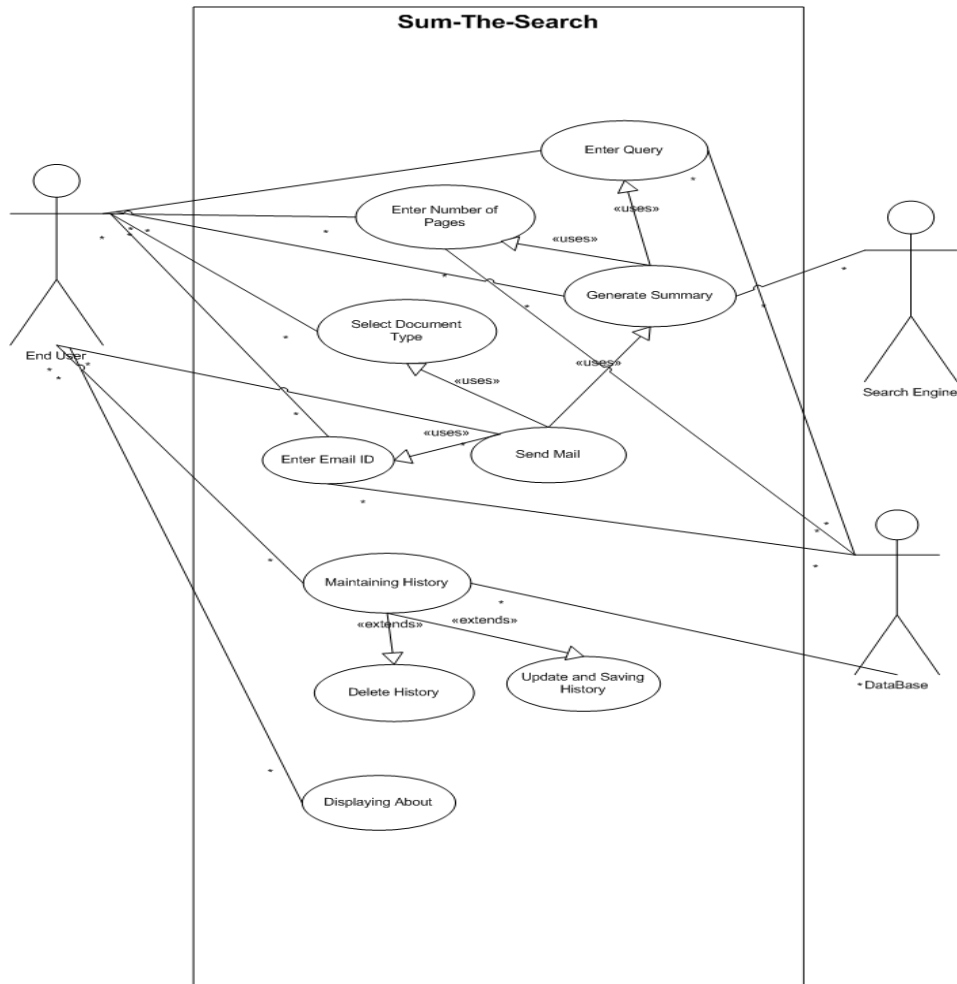 Sum-The-Search
Enter Query
*
«uses»
Enter Number of
Pages
«uses»
* * *
*
*
*
Generate Summary
*
*
*
Select Document
Type
*
End User
* *
*
«uses»
«uses»
Search Engine
*
«uses»
*
Enter Email ID
Send Mail
*
* *
*
*
Maintaining History
*
«extends»
«extends»
Delete History
Update and Saving
History
* DataBase
*
Displaying About